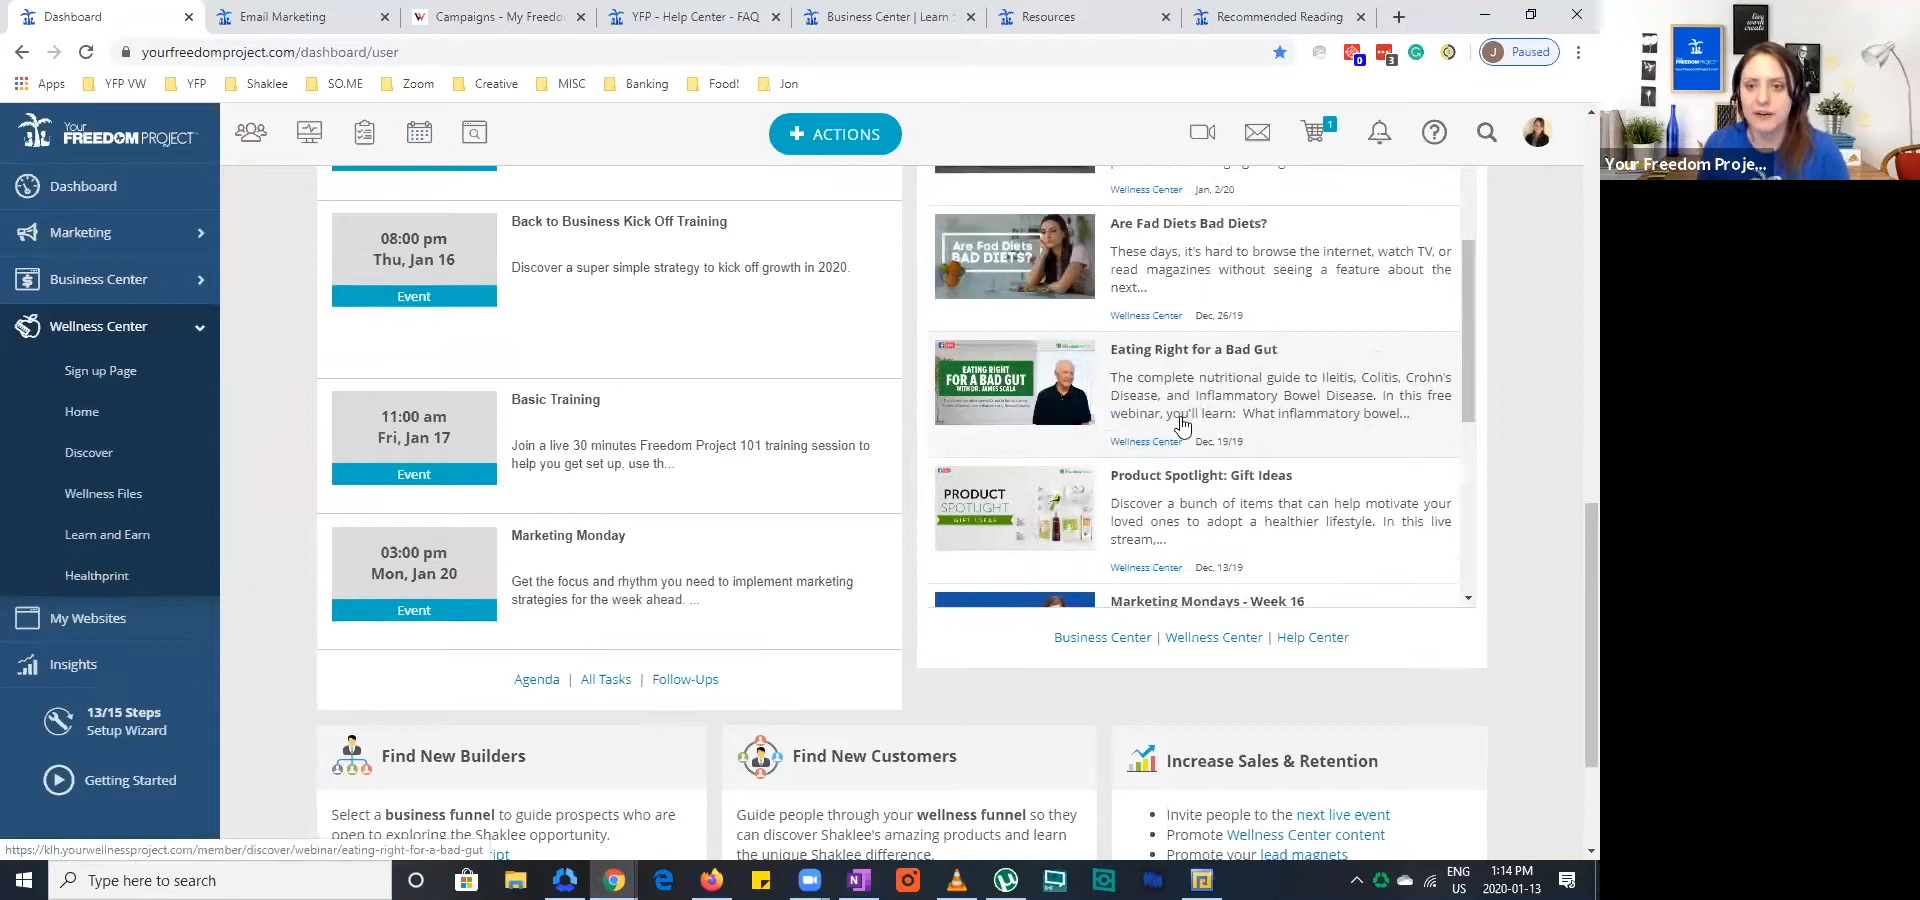 Dashboard
Email Marketing
Campaigns - My Freedo
YFP - Help Center - FAQ
Business Center | Learn
Resources
Recommended Reading
yourfreedomproject.com/dashboard/user
0
3
J
Paused
Apps
YFP VW
YFP
Shaklee
SO.ME
Zoom
Creative
MISC
Banking
Food!
Jon
Your
FREEDOM PROJECT
ACTIONS
1
Your Freedom Proje...
Dashboard
Marketing
Business Center
Wellness Center
Sign up Page
Home
Discover
Wellness Files
Learn and Earn
Healthprint
My Websites
Insights
13/15 Steps
Setup Wizard
Getting Started
08:00 pm
Thu, Jan 16
Event
Back to Business Kick Off Training
Discover a super simple strategy to kick off growth in 2020.
11:00 am
Fri, Jan 17
Event
Basic Training
Join a live 30 minutes Freedom Project 101 training session to
help you get set up, use th...
03:00 pm
Mon, Jan 20
Event
Marketing Monday
Get the focus and rhythm you need to implement marketing
strategies for the week ahead. ...
Agenda | All Tasks | Follow-Ups
Wellness Center Jan, 2/20
Are Fad Diets
BAD DIETS?
Are Fad Diets Bad Diets?
These days, it's hard to browse the internet, watch TV, or
read magazines without seeing a feature about the
next...
Wellness Center Dec, 26/19
EATING RIGHT
FOR A BAD GUT
WITH DR. JAMES SCALA
Eating Right for a Bad Gut
The complete nutritional guide to Ileitis, Colitis, Crohn's
Disease, and Inflammatory Bowel Disease. In this free
webinar, you'll learn: What inflammatory bowel...
Wellness Center Dec, 19/19
PRODUCT
SPOTLIGHT
GIFT IDEAS
Product Spotlight: Gift Ideas
Discover a bunch of items that can help motivate your
loved ones to adopt a healthier lifestyle. In this live
stream,...
Wellness Center Dec, 13/19
Marketing Mondays - Week 16
Business Center | Wellness Center | Help Center
Find New Builders
Select a business funnel to guide prospects who are
open to exploring the Shaklee opportunity.
Find New Customers
Guide people through your wellness funnel so they
can discover Shaklee's amazing products and learn
the unique Shaklee difference.
Increase Sales & Retention
Invite people to the next live event
Promote Wellness Center content
Promote your lead magnets
https://klh.yourwellnessproject.com/member/discover/webinar/eating-right-for-a-bad-gut
Type here to search
ENG
US
1:14 PM
2020-01-13